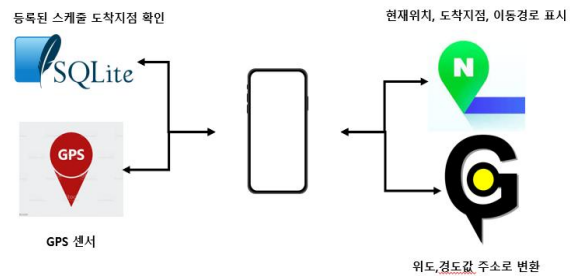 등록된 스케줄 도착지점 확인
현재위치, 도착지점, 이동경로 표시
SQLite
N
GPS
G
GPS 센서
위도,경도값 주소로 변환